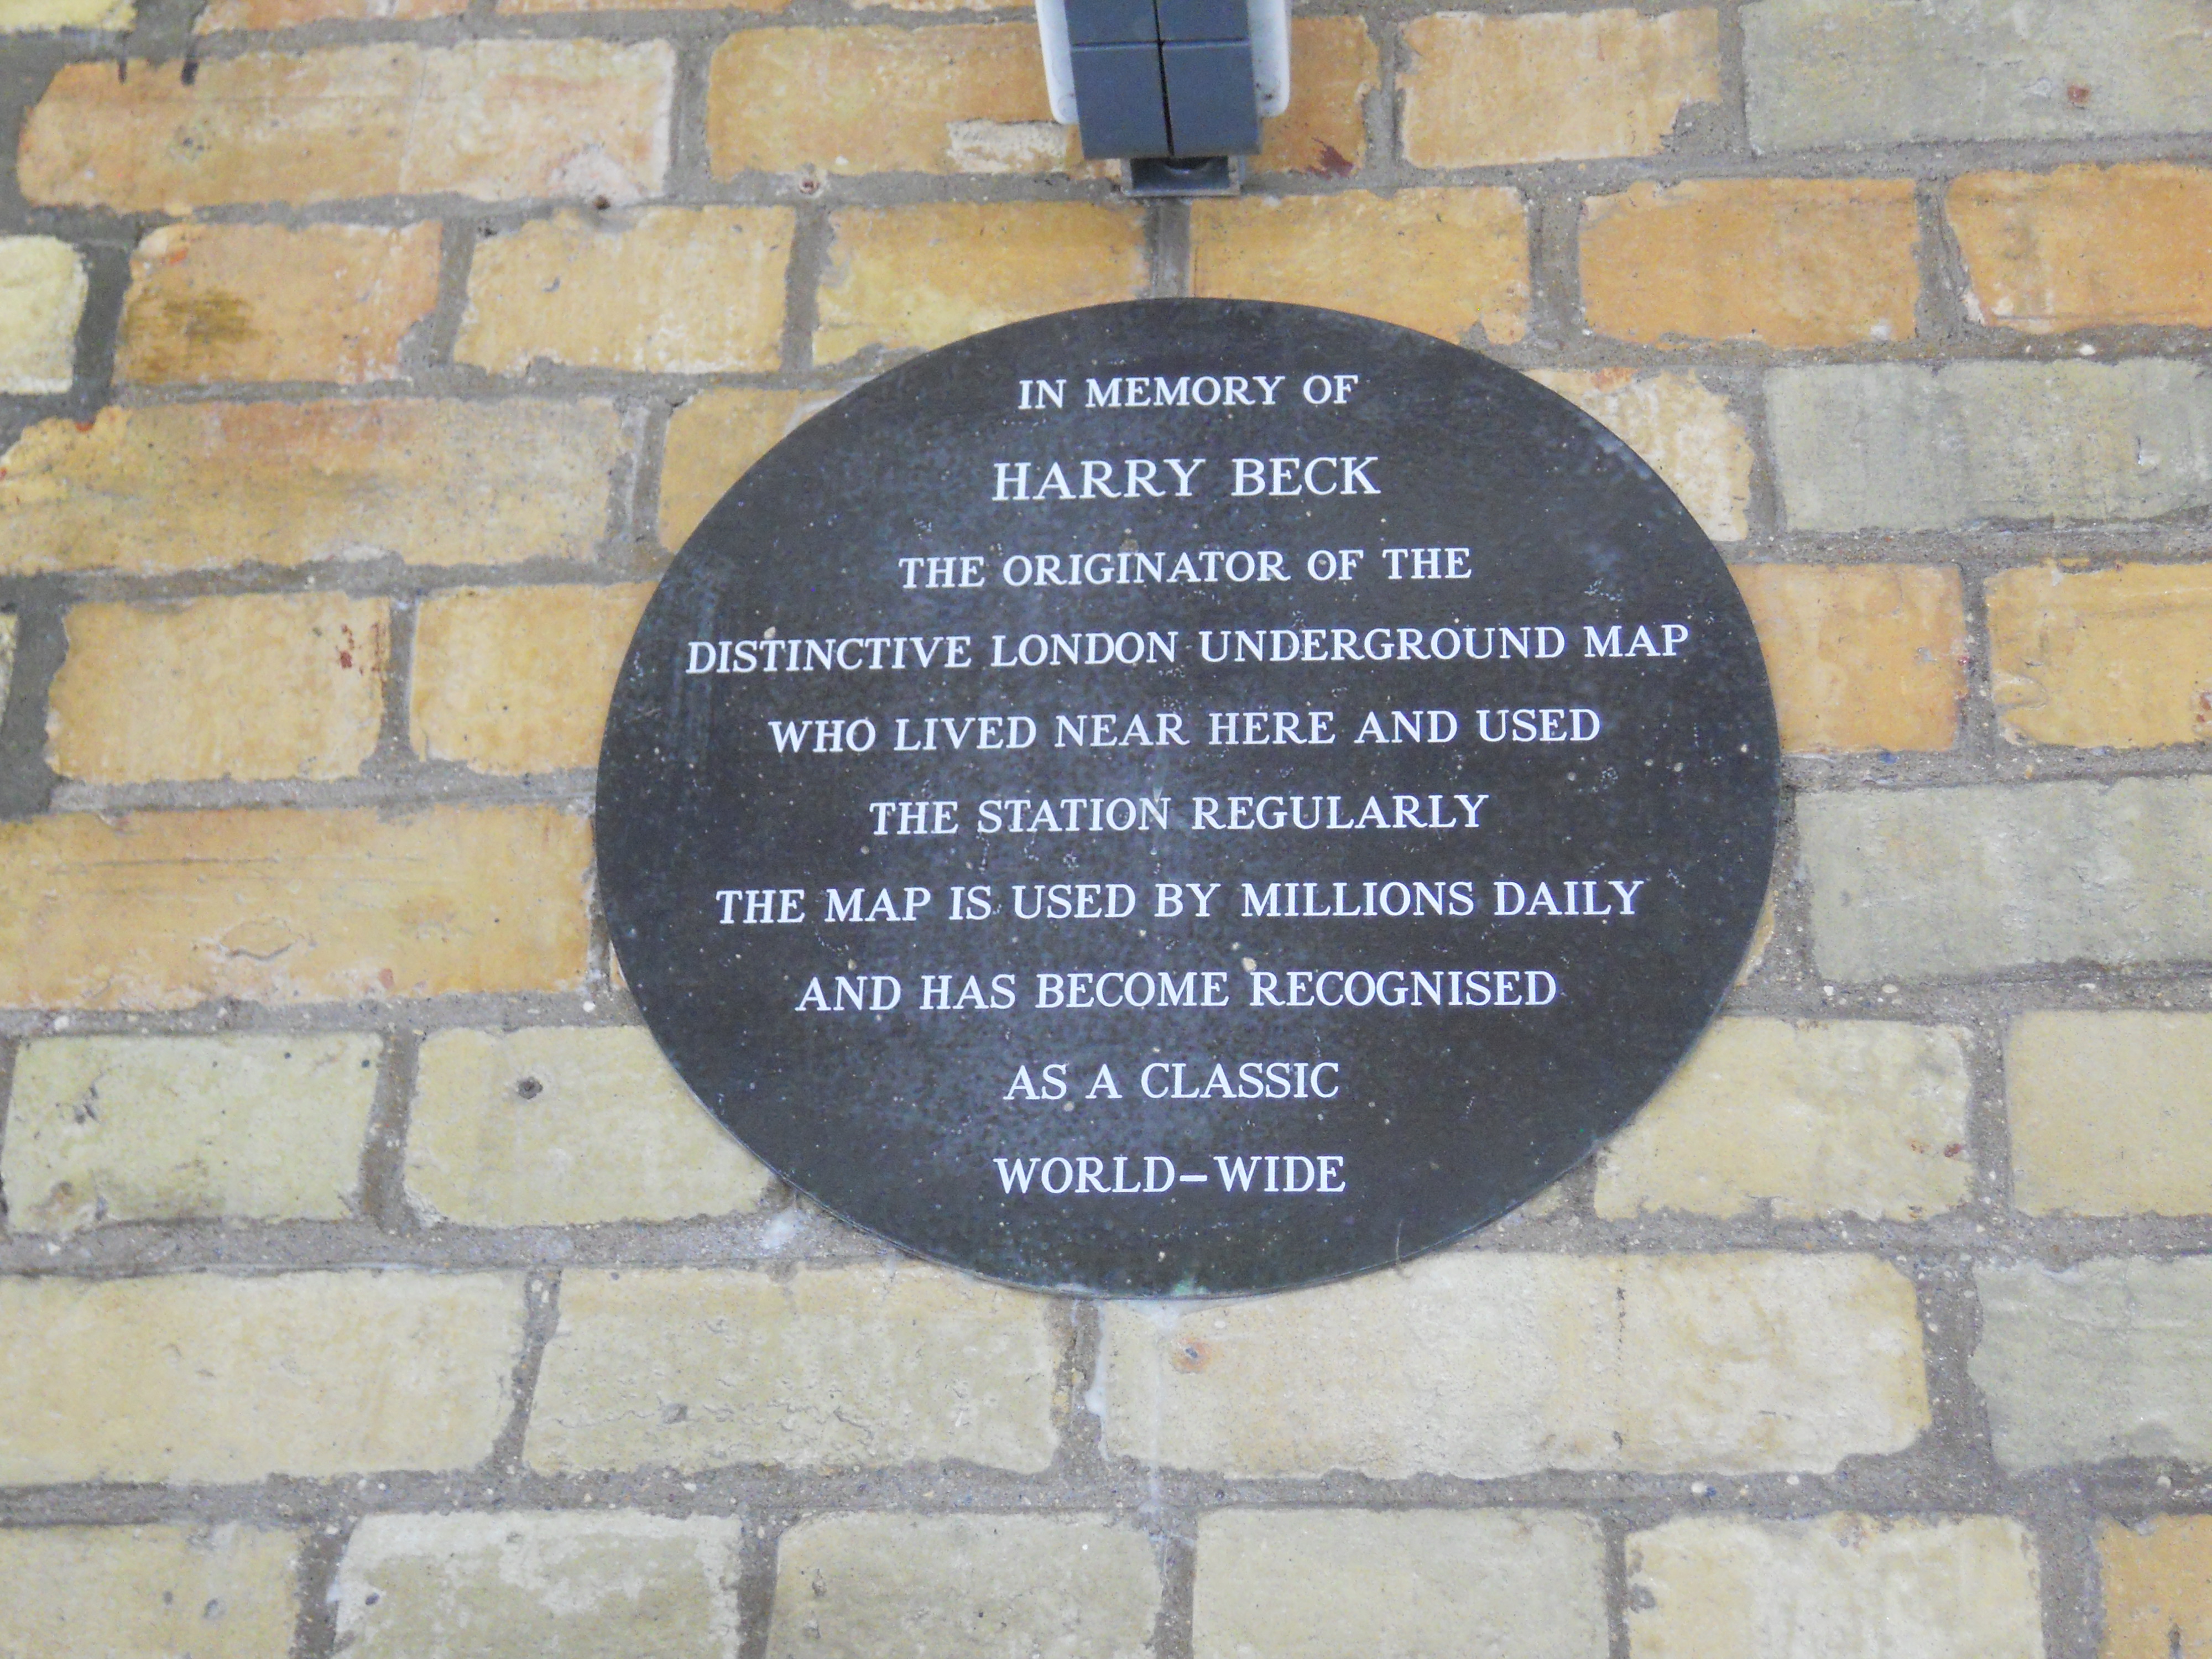 IN MEMORY OF
HARRY BECK
THE ORIGINATOR OF THE
DISTINCTIVE LONDON UNDERGROUND MAP
WHO LIVED NEAR HERE AND USED
THE STATION REGULARLY
THE MAP IS USED BY MILLIONS DAILY
AND HAS BECOME RECOGNISED
AS A CLASSIC
WORLD-WIDE